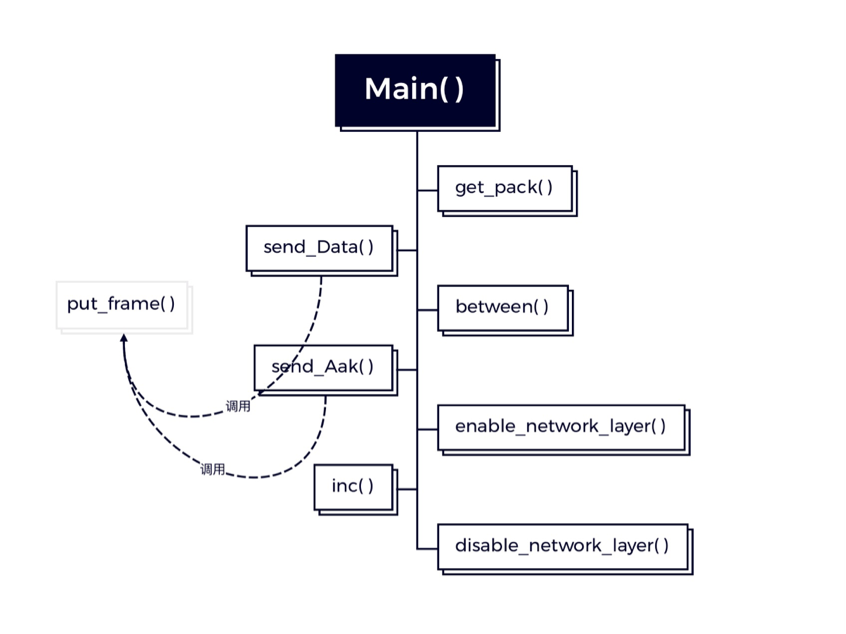 Main()
get_pack()
send_Data()
put_frame()
between()
send_Aak()
调用
enable_network_layer()
调用
inc()
disable_network_layer()